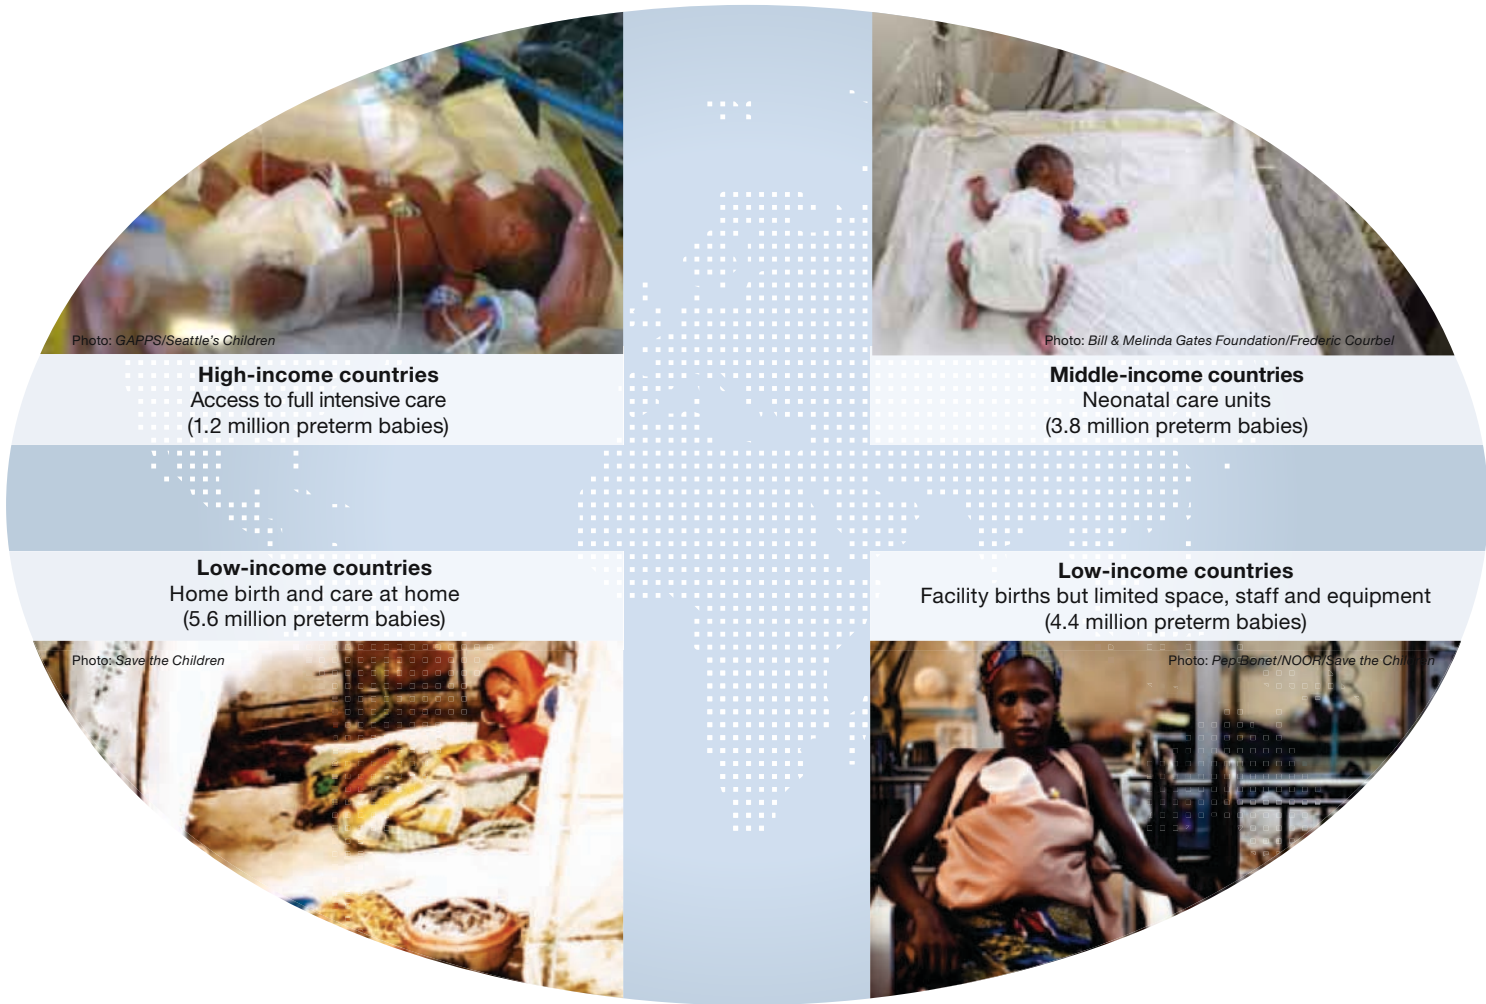 Photo: GAPPS/Seattle's Children
High-income countries
Access to full intensive care
(1.2 million preterm babies)
Photo: Bill & Melinda Gates Foundation/Frederic Courbel
Middle-income countries
Neonatal care units
(3.8 million preterm babies)
Low-income countries
Home birth and care at home
(5.6 million preterm babies)
Photo: Save the Children
Low-income countries
Facility births but limited space, staff and equipment
(4.4 million preterm babies)
Photo: Pep Bonet/NOOR/Save the Children